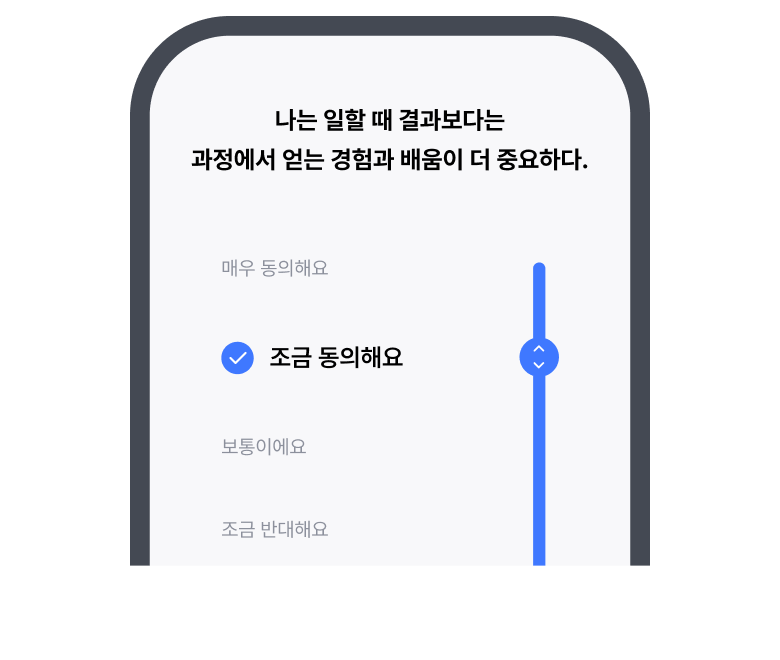 나는 일할 때 결과보다는
과정에서 얻는 경험과 배움이 더 중요하다.
매우 동의해요
조금 동의해요
보통이에요
조금 반대해요